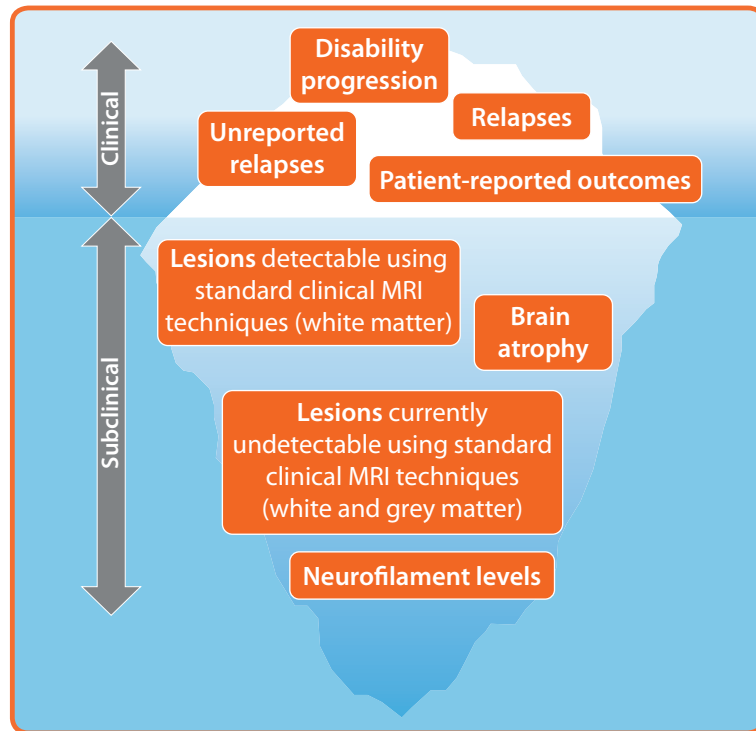 Disability
progression
Relapses
Unreported
relapses
Patient-reported outcomes
Clinical
Lesions detectable using
standard clinical MRI
techniques (white matter)
Brain
atrophy
Lesions currently
undetectable using standard
clinical MRI techniques
(white and grey matter)
Neurofilament levels
Subclinical